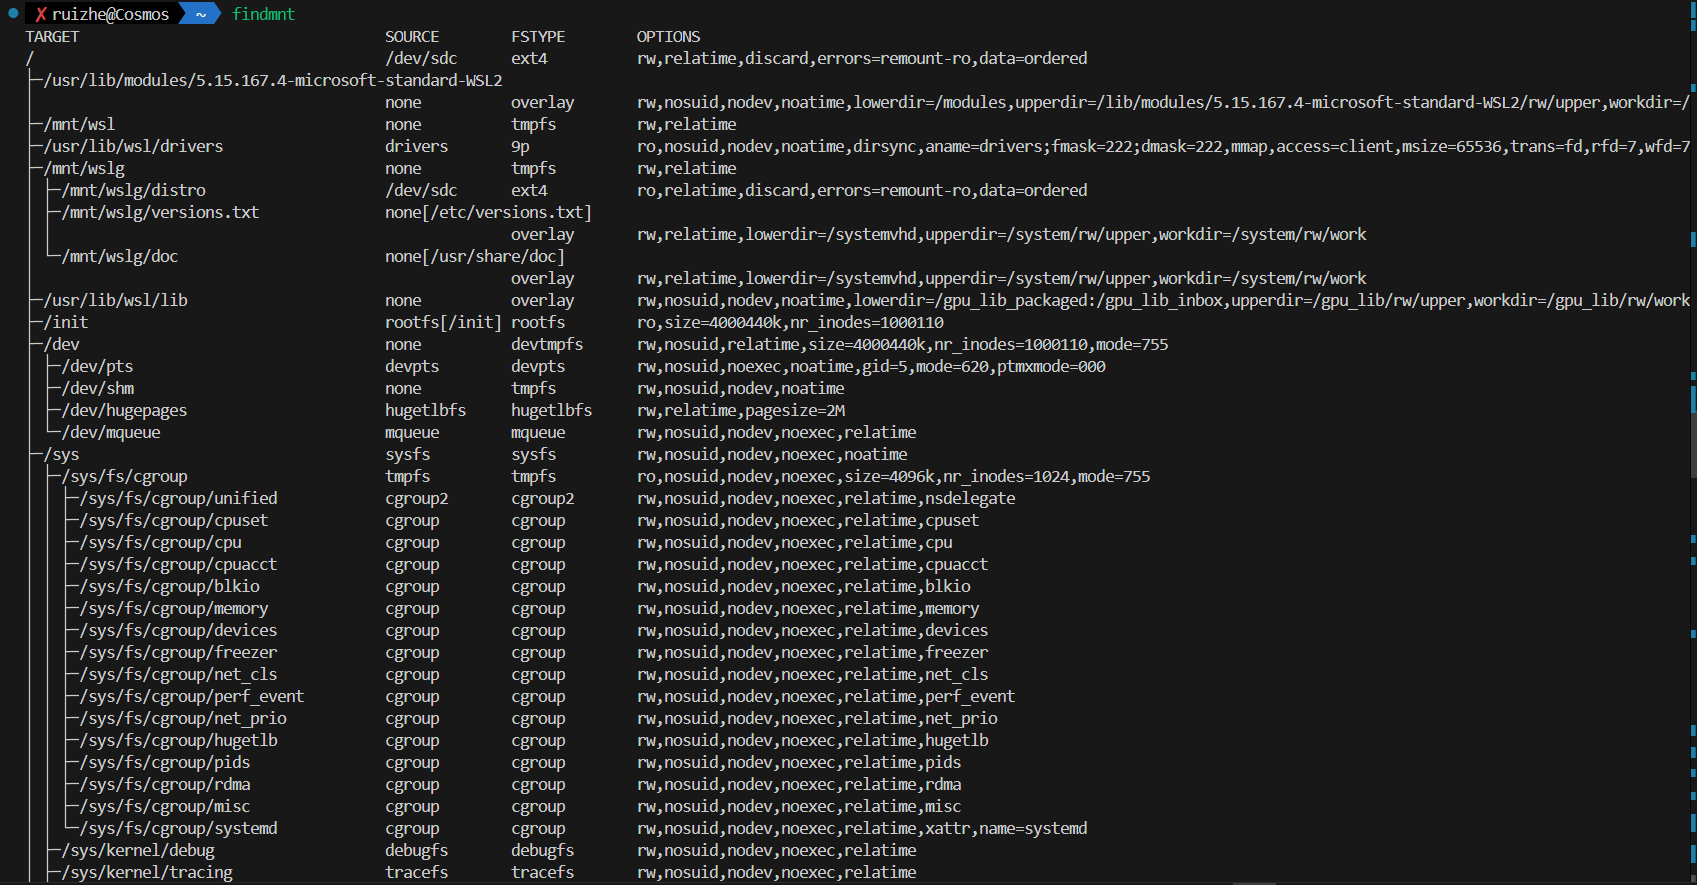 ✗ ruizhe@Cosmos ~ findmnt
TARGET SOURCE FSTYPE OPTIONS
/ /dev/sdc ext4 rw,relatime,discard,errors=remount-ro,data=ordered
├─/usr/lib/modules/5.15.167.4-microsoft-standard-WSL2
│ none overlay rw,nosuid,nodev,noatime,lowerdir=/modules,upperdir=/lib/modules/5.15.167.4-microsoft-standard-WSL2/rw/upper,workdir=/
├─/mnt/wsl none tmpfs rw,relatime
├─/usr/lib/wsl/drivers drivers 9p ro,nosuid,nodev,noatime,dirsync,aname=drivers;fmask=222;dmask=222,mmap,access=client,msize=65536,trans=fd,rfd=7,wfd=7
├─/mnt/wslg none tmpfs rw,relatime
│ ├─/mnt/wslg/distro /dev/sdc ext4 ro,relatime,discard,errors=remount-ro,data=ordered
│ ├─/mnt/wslg/versions.txt none[/etc/versions.txt]
│ │ overlay rw,relatime,lowerdir=/systemvhd,upperdir=/system/rw/upper,workdir=/system/rw/work
│ └─/mnt/wslg/doc none[/usr/share/doc]
│ overlay rw,relatime,lowerdir=/systemvhd,upperdir=/system/rw/upper,workdir=/system/rw/work
├─/usr/lib/wsl/lib none overlay rw,nosuid,nodev,noatime,lowerdir=/gpu_lib_packaged:/gpu_lib_inbox,upperdir=/gpu_lib/rw/upper,workdir=/gpu_lib/rw/work
├─/init rootfs[/init] rootfs ro,size=4000440k,nr_inodes=1000110
├─/dev none devtmpfs rw,nosuid,relatime,size=4000440k,nr_inodes=1000110,mode=755
│ ├─/dev/pts devpts devpts rw,nosuid,noexec,noatime,gid=5,mode=620,ptmxmode=000
│ ├─/dev/shm none tmpfs rw,nosuid,nodev,noatime
│ ├─/dev/hugepages hugetlbfs hugetlbfs rw,relatime,pagesize=2M
│ └─/dev/mqueue mqueue mqueue rw,nosuid,nodev,noexec,relatime
├─/sys sysfs sysfs rw,nosuid,nodev,noexec,noatime
│ ├─/sys/fs/cgroup tmpfs tmpfs ro,nosuid,nodev,noexec,size=4096k,nr_inodes=1024,mode=755
│ │ ├─/sys/fs/cgroup/unified cgroup2 cgroup2 rw,nosuid,nodev,noexec,relatime,nsdelegate
│ │ ├─/sys/fs/cgroup/cpuset cgroup cgroup rw,nosuid,nodev,noexec,relatime,cpuset
│ │ ├─/sys/fs/cgroup/cpu cgroup cgroup rw,nosuid,nodev,noexec,relatime,cpu
│ │ ├─/sys/fs/cgroup/cpuacct cgroup cgroup rw,nosuid,nodev,noexec,relatime,cpuacct
│ │ ├─/sys/fs/cgroup/blkio cgroup cgroup rw,nosuid,nodev,noexec,relatime,blkio
│ │ ├─/sys/fs/cgroup/memory cgroup cgroup rw,nosuid,nodev,noexec,relatime,memory
│ │ ├─/sys/fs/cgroup/devices cgroup cgroup rw,nosuid,nodev,noexec,relatime,devices
│ │ ├─/sys/fs/cgroup/freezer cgroup cgroup rw,nosuid,nodev,noexec,relatime,freezer
│ │ ├─/sys/fs/cgroup/net_cls cgroup cgroup rw,nosuid,nodev,noexec,relatime,net_cls
│ │ ├─/sys/fs/cgroup/perf_event cgroup cgroup rw,nosuid,nodev,noexec,relatime,perf_event
│ │ ├─/sys/fs/cgroup/net_prio cgroup cgroup rw,nosuid,nodev,noexec,relatime,net_prio
│ │ ├─/sys/fs/cgroup/hugetlb cgroup cgroup rw,nosuid,nodev,noexec,relatime,hugetlb
│ │ ├─/sys/fs/cgroup/pids cgroup cgroup rw,nosuid,nodev,noexec,relatime,pids
│ │ ├─/sys/fs/cgroup/rdma cgroup cgroup rw,nosuid,nodev,noexec,relatime,rdma
│ │ ├─/sys/fs/cgroup/misc cgroup cgroup rw,nosuid,nodev,noexec,relatime,misc
│ │ └─/sys/fs/cgroup/systemd cgroup cgroup rw,nosuid,nodev,noexec,relatime,xattr,name=systemd
│ ├─/sys/kernel/debug debugfs debugfs rw,nosuid,nodev,noexec,relatime
│ ├─/sys/kernel/tracing tracefs tracefs rw,nosuid,nodev,noexec,relatime